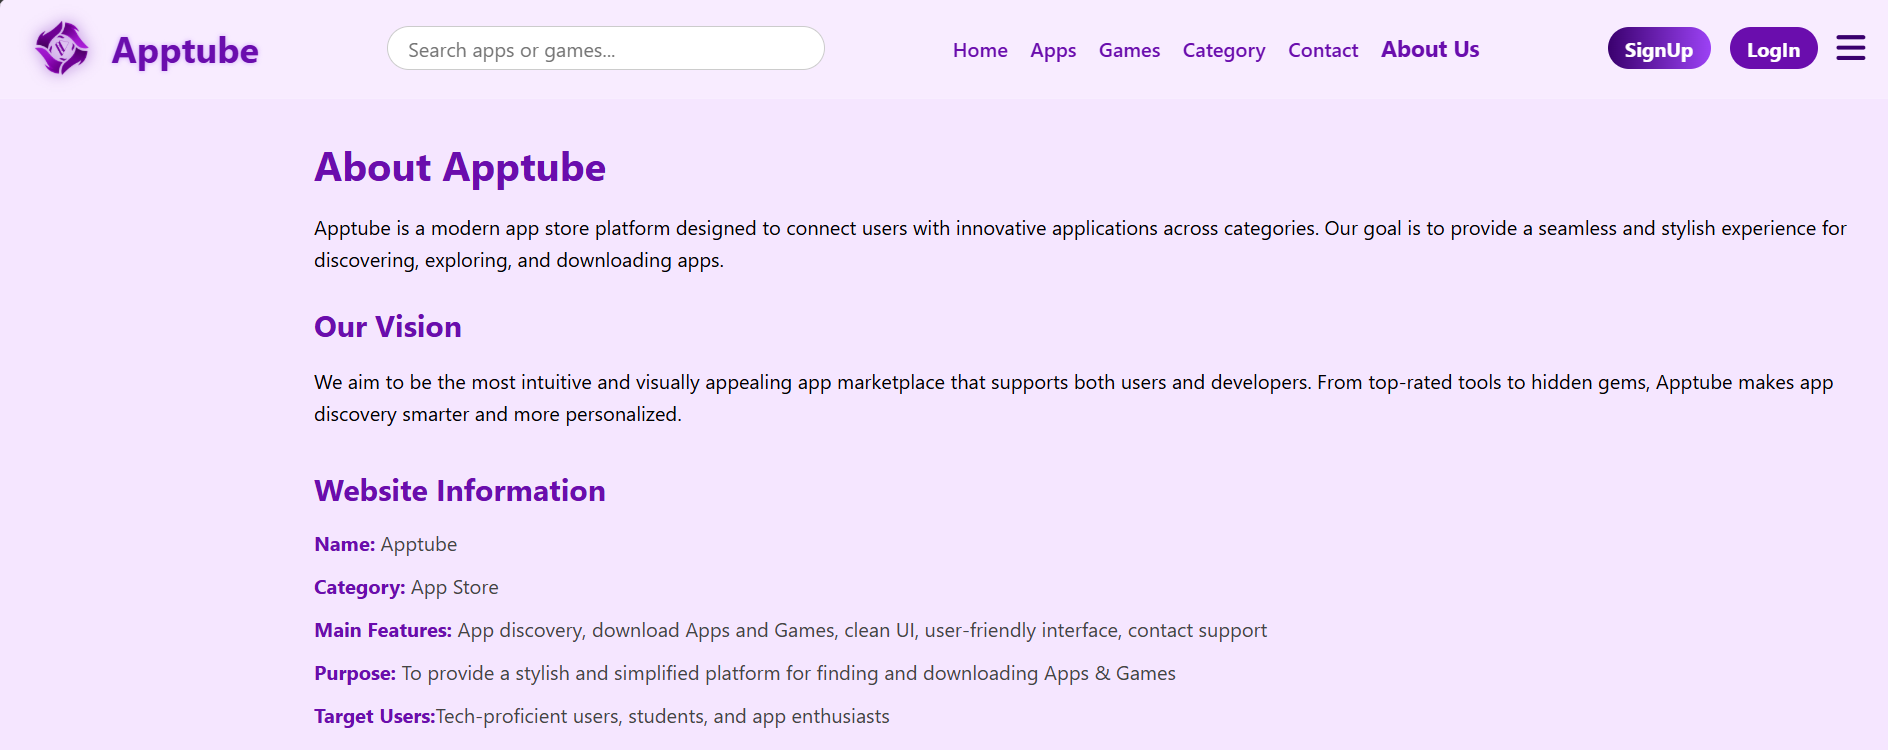 Apptube
Search apps or games...
Home Apps Games Category Contact About Us
SignUp
LogIn
About Apptube
Apptube is a modern app store platform designed to connect users with innovative applications across categories. Our goal is to provide a seamless and stylish experience for
discovering, exploring, and downloading apps.
Our Vision
We aim to be the most intuitive and visually appealing app marketplace that supports both users and developers. From top-rated tools to hidden gems, Apptube makes app
discovery smarter and more personalized.
Website Information
Name: Apptube
Category: App Store
Main Features: App discovery, download Apps and Games, clean UI, user-friendly interface, contact support
Purpose: To provide a stylish and simplified platform for finding and downloading Apps & Games
Target Users:Tech-proficient users, students, and app enthusiasts